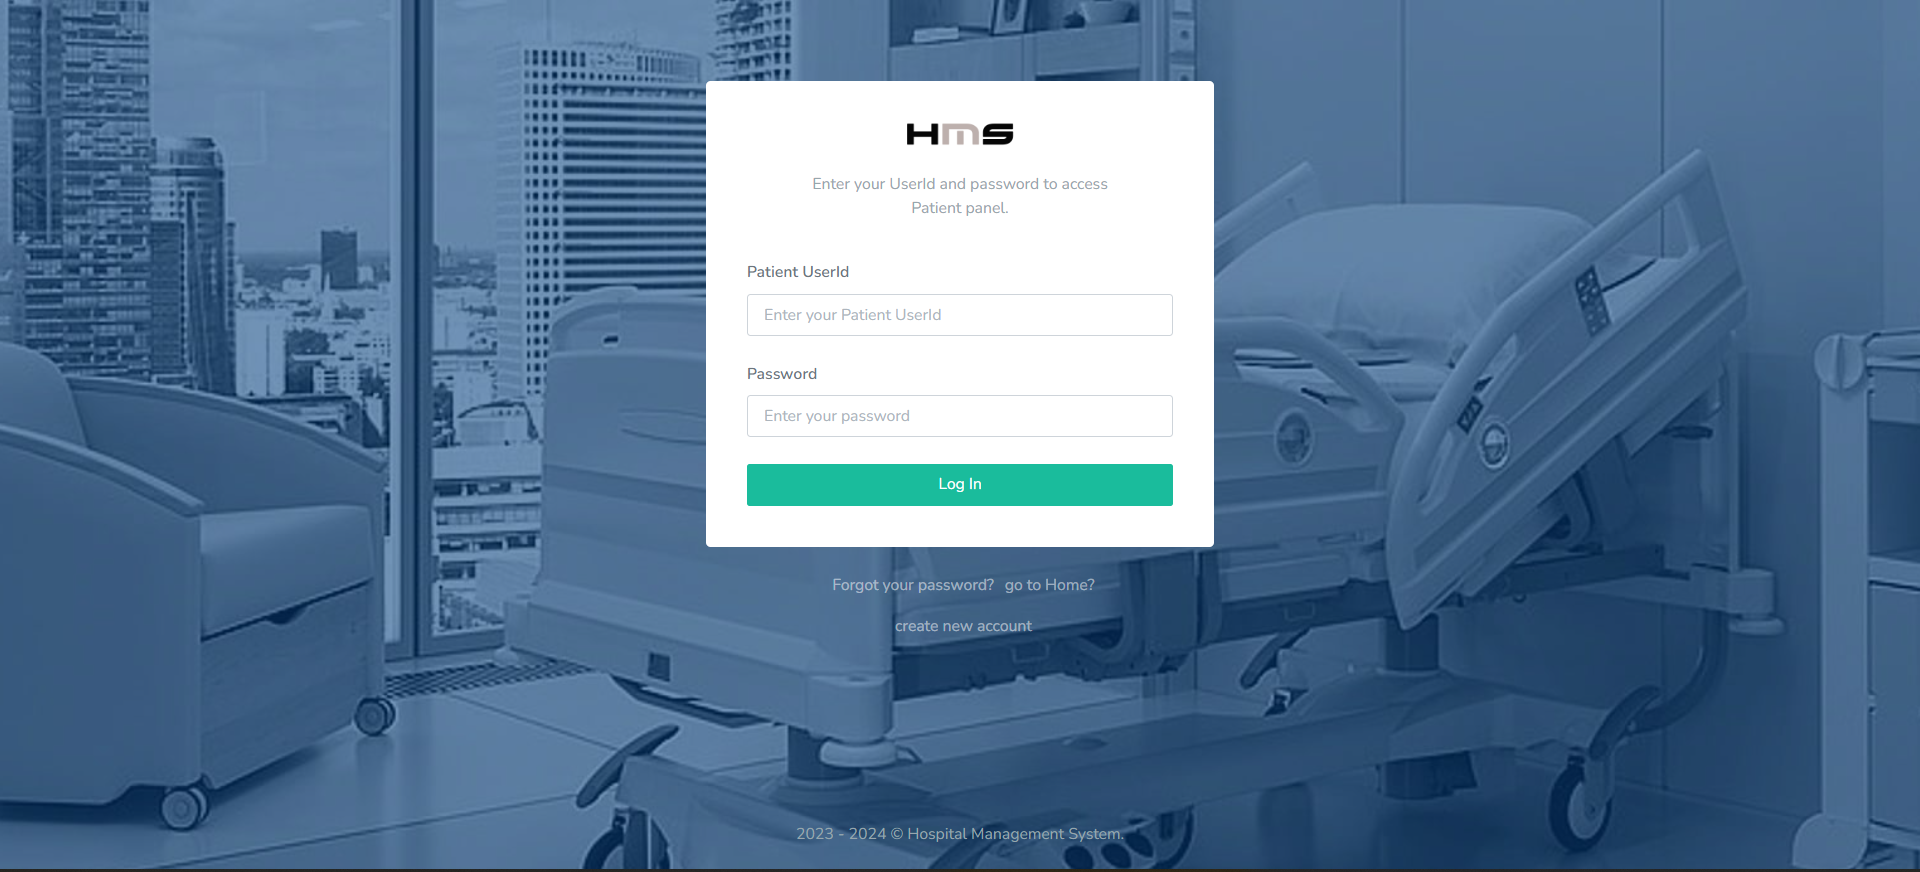 HMS
Enter your UserId and password to access
Patient panel.
Patient UserId
Enter your Patient UserId
Password
Enter your password
Log In
Forgot your password? go to Home?
create new account
2023 - 2024 © Hospital Management System.